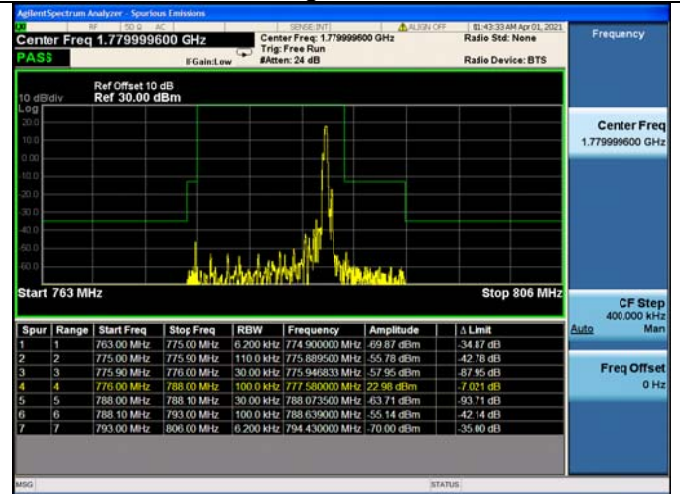 Agilent Spectrum Analyzer - Spurious Emissions
RF 50 Ω AC SENSE:INT ALIGN OFF 01:43:33 AM Apr 01, 2021
Center Freq 1.779999600 GHz Center Freq: 1.779999600 GHz Radio Std: None Frequency
PASS IFGain:Low Trig: Free Run
#Atten: 24 dB Radio Device: BTS
Ref Offset 10 dB
10 dB/div Ref 30.00 dBm
Log
20.0
10.0
0.00
-10.0
-20.0
-30.0
-40.0
-50.0
-60.0
Start 763 MHz Stop 806 MHz
Center Freq
1.779999600 GHz
CF Step
400.000 kHz
Auto Man
Freq Offset
0 Hz
Spur Range Start Freq Stop Freq RBW Frequency Amplitude Δ Limit
1 1 763.00 MHz 775.00 MHz 6.200 kHz 774.900000 MHz -69.87 dBm -34.87 dB
2 2 775.00 MHz 775.90 MHz 110.0 kHz 775.889500 MHz -55.78 dBm -42.78 dB
3 3 775.90 MHz 776.00 MHz 30.00 kHz 775.946833 MHz -57.95 dBm -87.95 dB
4 4 776.00 MHz 788.00 MHz 100.0 kHz 777.580000 MHz 22.98 dBm -7.021 dB
5 5 788.00 MHz 788.10 MHz 30.00 kHz 788.073500 MHz -63.71 dBm -93.71 dB
6 6 788.10 MHz 793.00 MHz 100.0 kHz 788.639000 MHz -55.14 dBm -42.14 dB
7 7 793.00 MHz 806.00 MHz 6.200 kHz 794.430000 MHz -70.00 dBm -35.00 dB
MSG STATUS